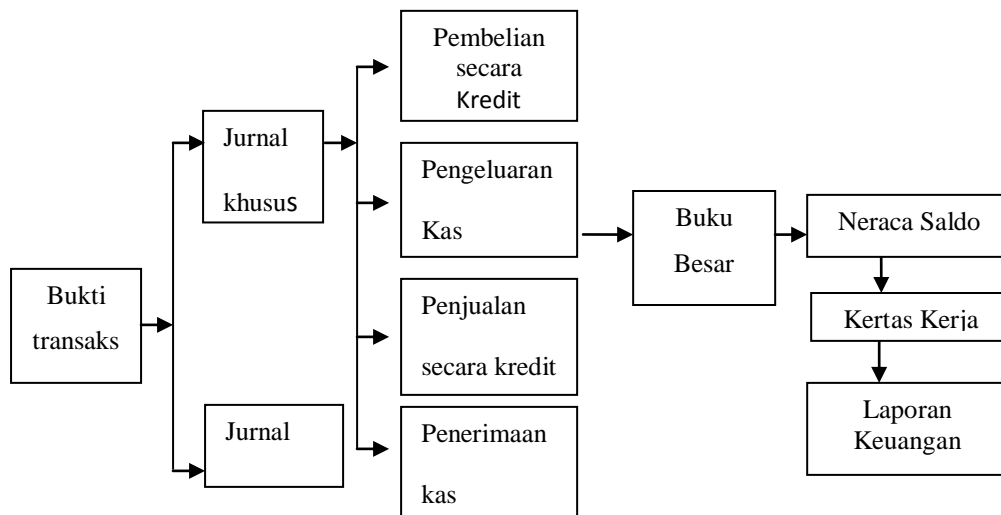 Bukti
transaks
Jurnal
khusus
Jurnal
Pembelian
secara
Kredit
Pengeluaran
Kas
Penjualan
secara kredit
Penerimaan
kas
Buku
Besar
Neraca Saldo
Kertas Kerja
Laporan
Keuangan